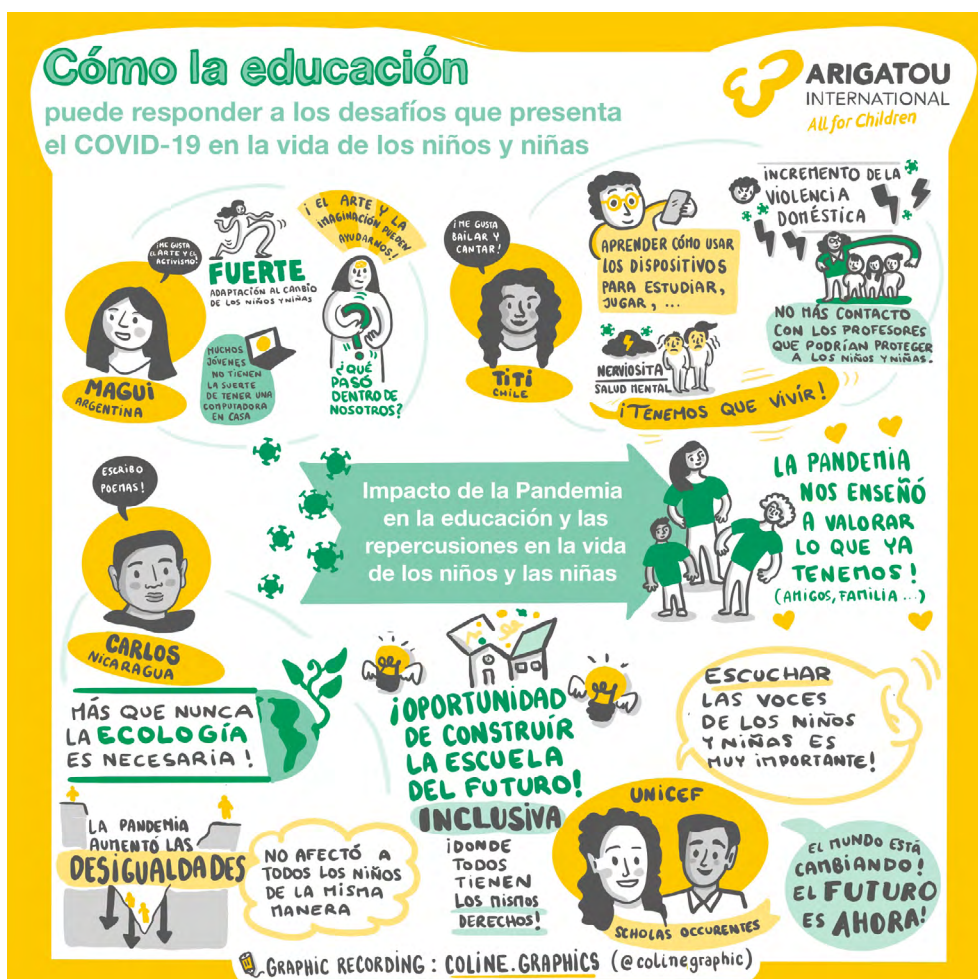 Cómo la educación
puede responder a los desafíos que presenta
el COVID-19 en la vida de los niños y niñas
ARIGATOU
INTERNATIONAL
All for Children
¡ME GUSTA
EL ARTE Y EL
ACTIVISMO!
MAGUI
ARGENTINA
FUERTE
ADAPTACIÓN AL CAMBIO
DE LOS NIÑOS Y NIÑAS
¡EL ARTE Y LA
IMAGINACIÓN PUEDEN
AYUDARNOS!
MUCHOS
JÓVENES
NO TIENEN
LA SUERTE
DE TENER UNA
COMPUTADORA
EN CASA
?
¿QUÉ
PASÓ
DENTRO DE
NOSOTROS?
¡ME GUSTA
BAILAR Y
CANTAR!
TITI
CHILE
APRENDER CÓMO USAR
LOS DISPOSITIVOS
PARA ESTUDIAR,
JUGAR, ...
NERVIOSITA
SALUD MENTAL
INCREMENTO DE LA
VIOLENCIA
DOMÉSTICA
NO MÁS CONTACTO
CON LOS PROFESORES
QUE PODRÍAN PROTEGER
A LOS NIÑOS Y NIÑAS.
¡TENEMOS QUE VIVÍR!
ESCRIBO
POEMAS!
CARLOS
NICARAGUA
Impacto de la Pandemia
en la educación y las
repercusiones en la vida
de los niños y las niñas
LA PANDEMIA
NOS ENSEÑÓ
A VALORAR
LO QUE YA
TENEMOS!
(AMIGOS, FAMILIA ...)
MÁS QUE NUNCA
LA ECOLOGÍA
ES NECESARIA!
¡OPORTUNIDAD
DE CONSTRUÍR
LA ESCUELA
DEL FUTURO!
INCLUSIVA
¡DONDE
TODOS
TIENEN
LOS MISMOS
DERECHOS!
ESCUCHAR
LAS VOCES
DE LOS NIÑOS
Y NIÑAS ES
MUY IMPORTANTE!
LA PANDEMIA
AUMENTÓ LAS
DESIGUALDADES
NO AFECTÓ A
TODOS LOS NIÑOS
DE LA MISMA
MANERA
UNICEF
SCHOLAS OCCURENTES
EL MUNDO ESTÁ
CAMBIANDO!
EL FUTURO
ES AHORA!
GRAPHIC RECORDING : COLINE.GRAPHICS (@colinegraphic)